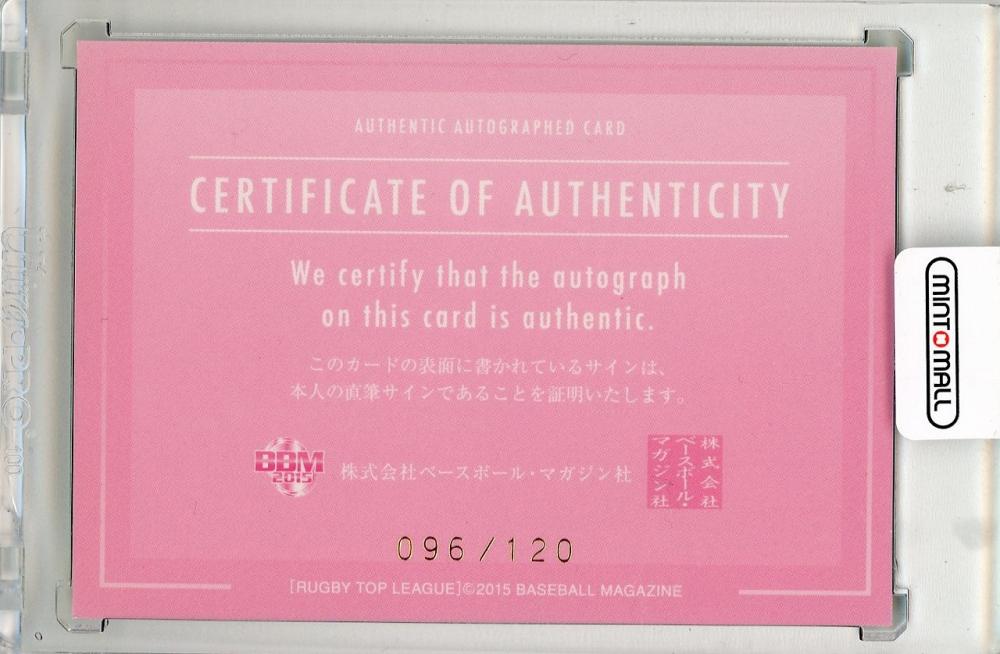 AUTHENTIC AUTOGRAPHED CARD
CERTIFICATE OF AUTHENTICITY
We certify that the autograph
on this card is authentic.
このカードの表面に書かれているサインは、
本人の直筆サインであることを証明いたします。
BBM
2015
株式会社ベースボール・マガジン社
株式会社
ベースボール・
マガジン社
096/120
[RUGBY TOP LEAGUE]©2015 BASEBALL MAGAZINE
MINT MALL